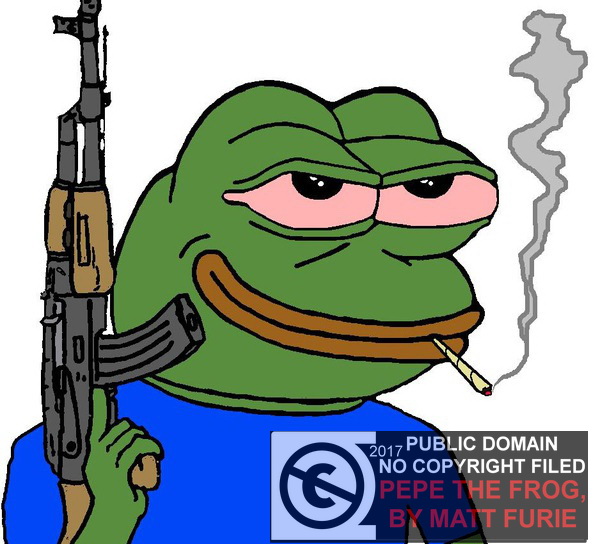 2017 PUBLIC DOMAIN
NO COPYRIGHT FILED
PEPE THE FROG,
BY MATT FURIE